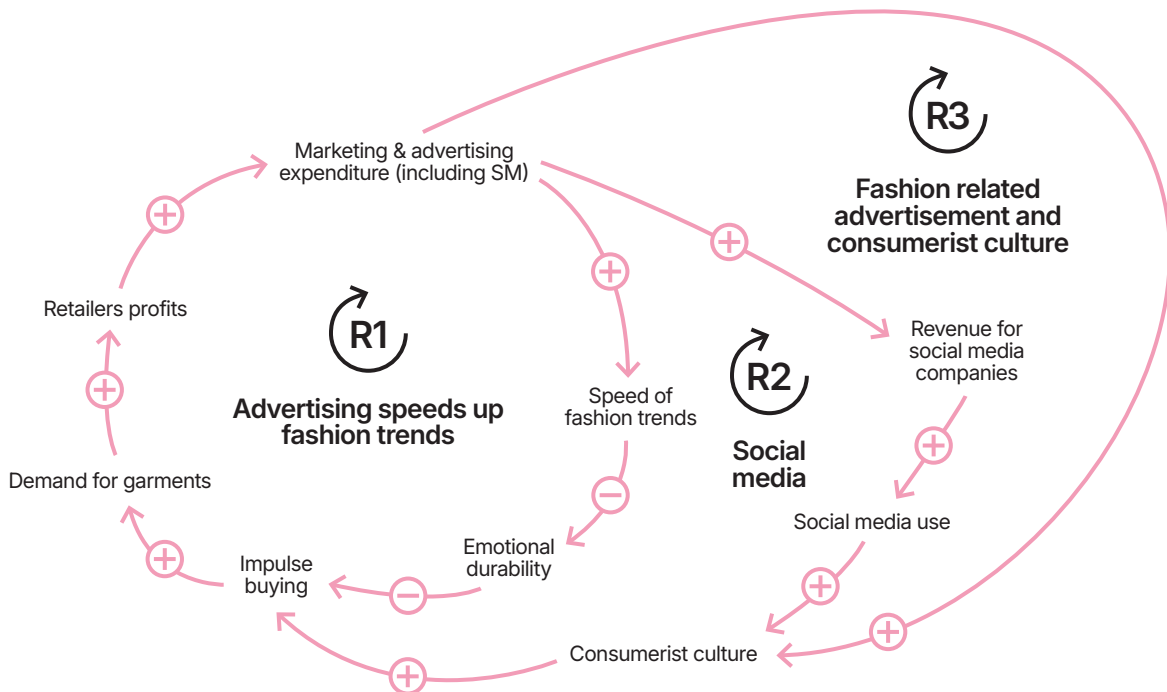 Marketing & advertising
expenditure (including SM)
R3
Fashion related
advertisement and
consumerist culture
Retailers profits
R1
Advertising speeds up
fashion trends
Revenue for
social media
companies
R2
Social
media
Speed of
fashion trends
Demand for garments
Social media use
Emotional
durability
Impulse
buying
Consumerist culture
+
+
+
+
+
+
+
+
+
−
−